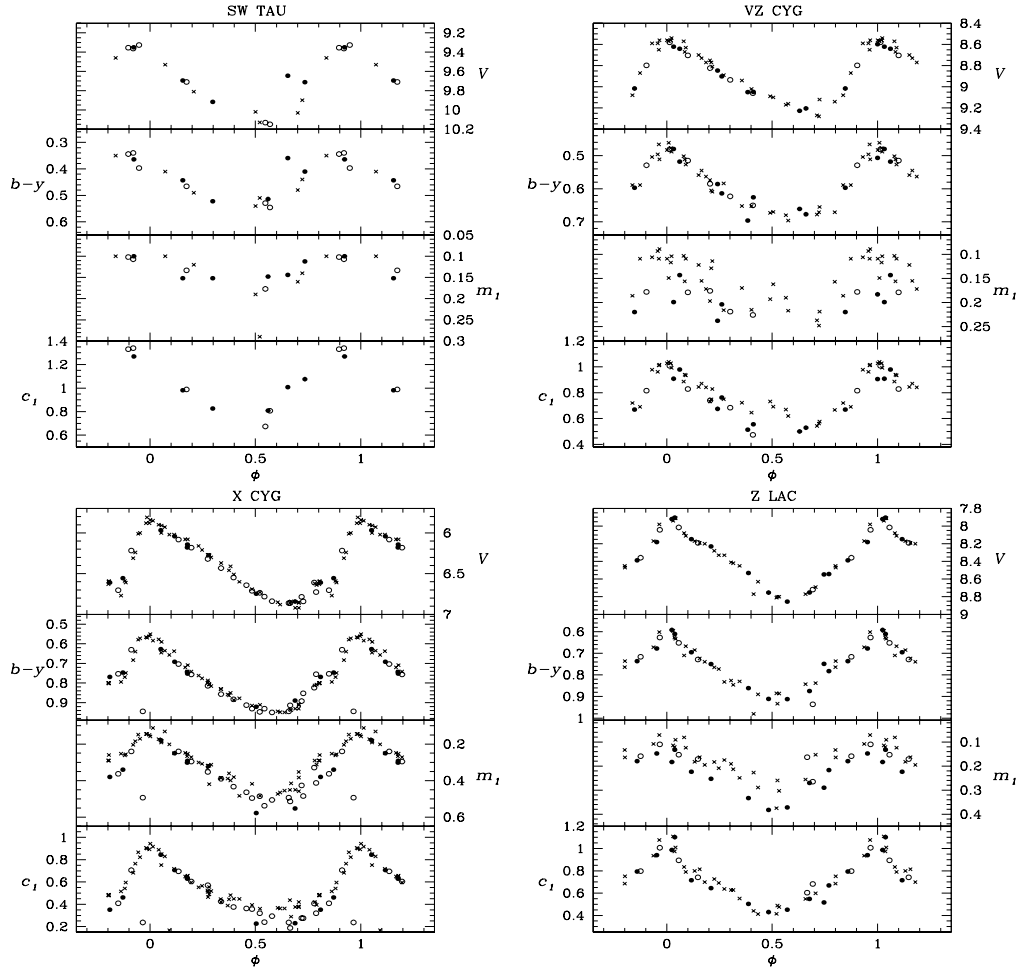 SW TAU
9.2
9.4
9.6
V
9.8
10
10.2
0.3
0.4
b-y
0.5
0.6
0.05
0.1
0.15
m1
0.2
0.25
0.3
1.4
1.2
1
c1
0.8
0.6
0 0.5 1
ϕ
VZ CYG
8.4
8.6
8.8
V
9
9.2
9.4
0.5
b-y
0.6
0.7
0.1
0.15
m1
0.2
0.25
1.2
1
0.8
c1
0.6
0.4
0 0.5 1
ϕ
X CYG
6
V
6.5
7
0.5
0.6
0.7
b-y
0.8
0.9
0.2
m1
0.4
0.6
1
0.8
0.6
c1
0.4
0.2
0 0.5 1
ϕ
Z LAC
7.8
8
8.2
V
8.4
8.6
8.8
9
0.6
0.7
b-y
0.8
0.9
1
0.1
0.2
m1
0.3
0.4
1.2
1
0.8
c1
0.6
0.4
0 0.5 1
ϕ